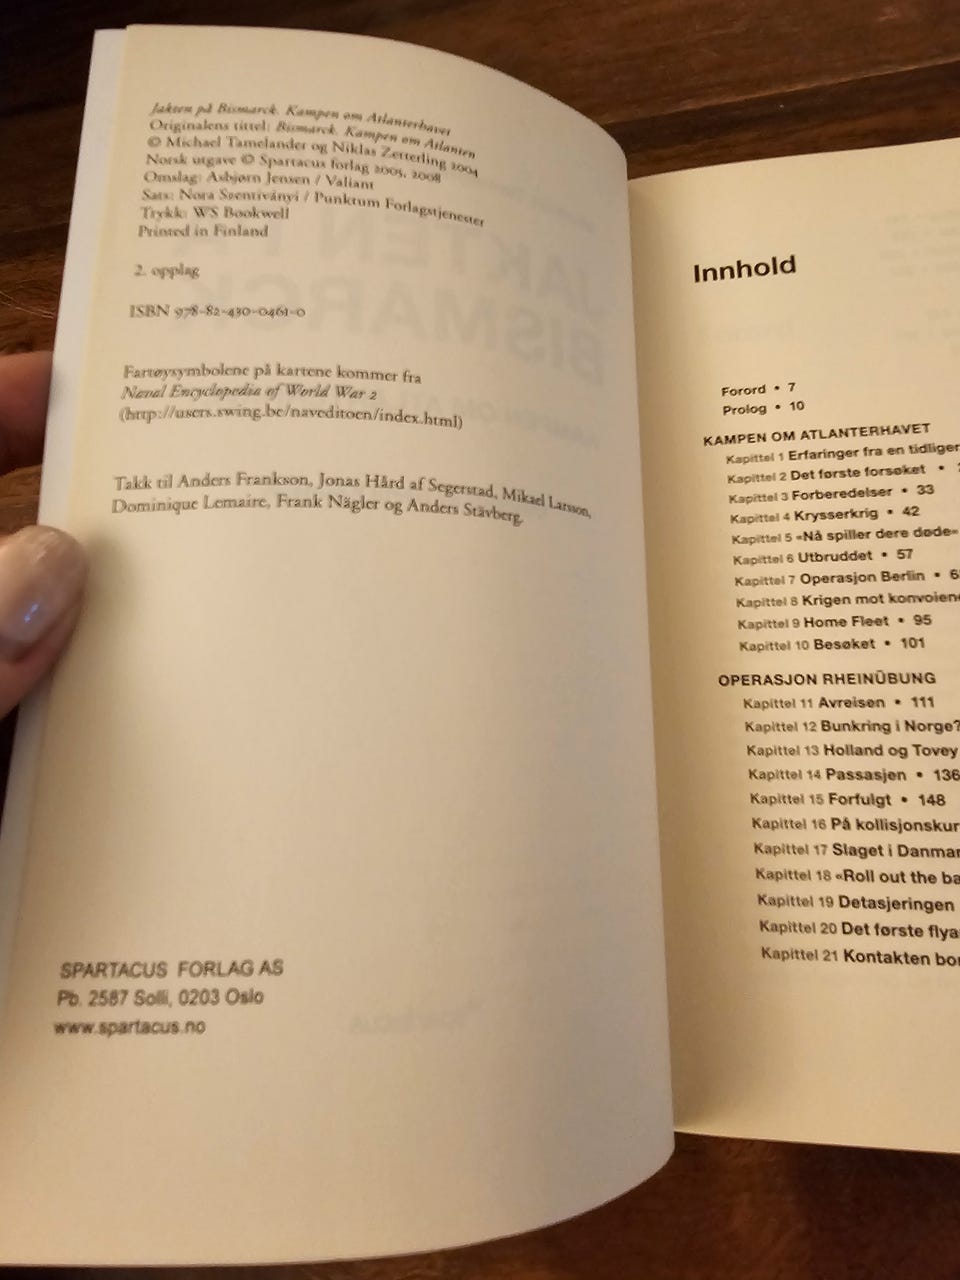 Jakten på Bismarck. Kampen om Atlanterhavet
Originalens tittel: Bismarck. Kampen om Atlanten
© Michael Tamelander og Niklas Zetterling 2004
Norsk utgave © Spartacus forlag 2005, 2008
Omslag: Asbjørn Jensen / Valiant
Sats: Nora Szentiványi / Punktum Forlagstjenester
Trykk: WS Bookwell
Printed in Finland
2. opplag
ISBN 978-82-430-0461-0
Fartøysymbolene på kartene kommer fra
Naval Encyclopedia of World War 2
(http://users.swing.be/naveditoen/index.html)
Takk til Anders Frankson, Jonas Hård af Segerstad, Mikael Larsson,
Dominique Lemaire, Frank Nägler og Anders Stävberg.
SPARTACUS FORLAG AS
Pb. 2587 Solli, 0203 Oslo
www.spartacus.no
Innhold
Forord • 7
Prolog • 10
KAMPEN OM ATLANTERHAVET
Kapittel 1 Erfaringer fra en
Kapittel 2 Det første forsøket •
Kapittel 3 Forberedelser • 33
Kapittel 4 Krysserkrig • 42
Kapittel 5 «Nå spiller dere døde»
Kapittel 6 Utbruddet • 57
Kapittel 7 Operasjon Berlin •
Kapittel 8 Krigen mot
Kapittel 9 Home Fleet • 95
Kapittel 10 Besøket • 101
OPERASJON RHEINÜBUNG
Kapittel 11 Avreisen • 111
Kapittel 12 Bunkring i Norge?
Kapittel 13 Holland og Tovey
Kapittel 14 Passasjen • 136
Kapittel 15 Forfulgt • 148
Kapittel 16 På
Kapittel 17 Slaget i
Kapittel 18 «Roll out the
Kapittel 19 Detasjeringen
Kapittel 20 Det første
Kapittel 21 Kontakten